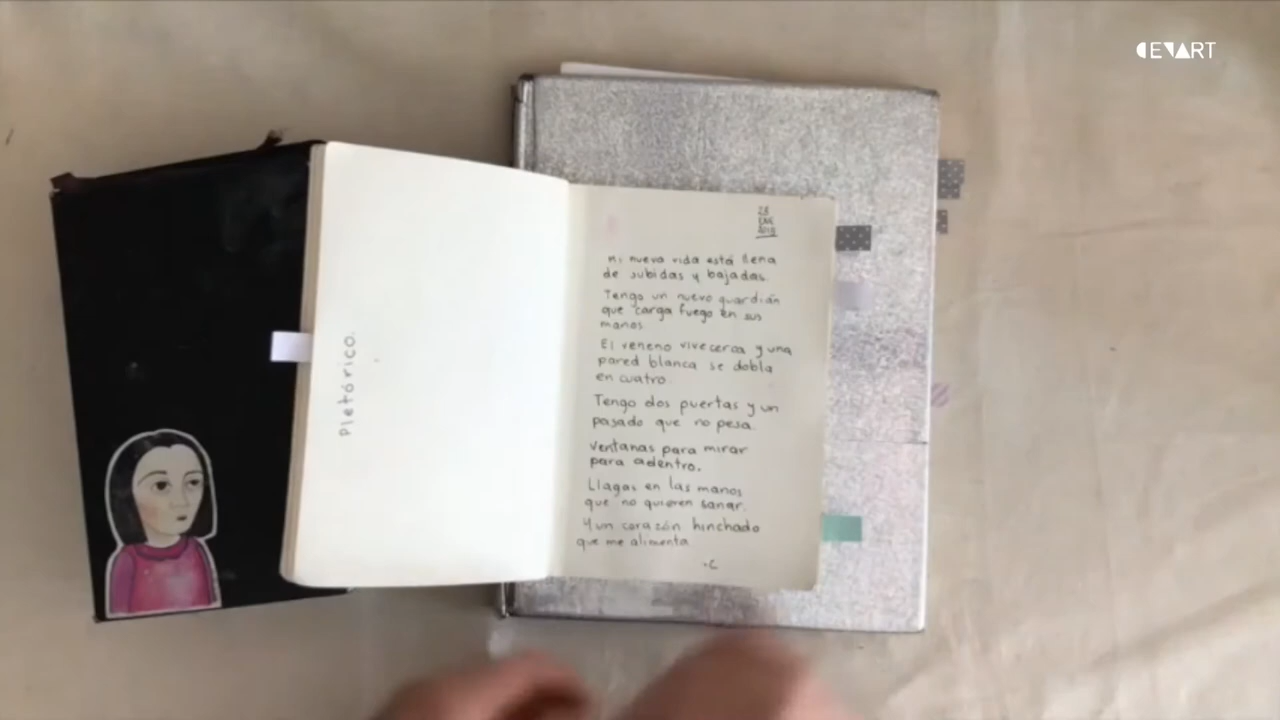 CEVART
Pletórico.
28
ENE
2019
Mi nueva vida está llena
de subidas y bajadas.
Tengo un nuevo guardián
que carga fuego en sus
manos.
El veneno vive cerca y una
pared blanca se dobla
en cuatro.
Tengo dos puertas y un
pasado que no pesa.
Ventanas para mirar
para adentro.
Llagas en las manos
que no quieren sanar.
Y un corazón hinchado
que me alimenta.
·C